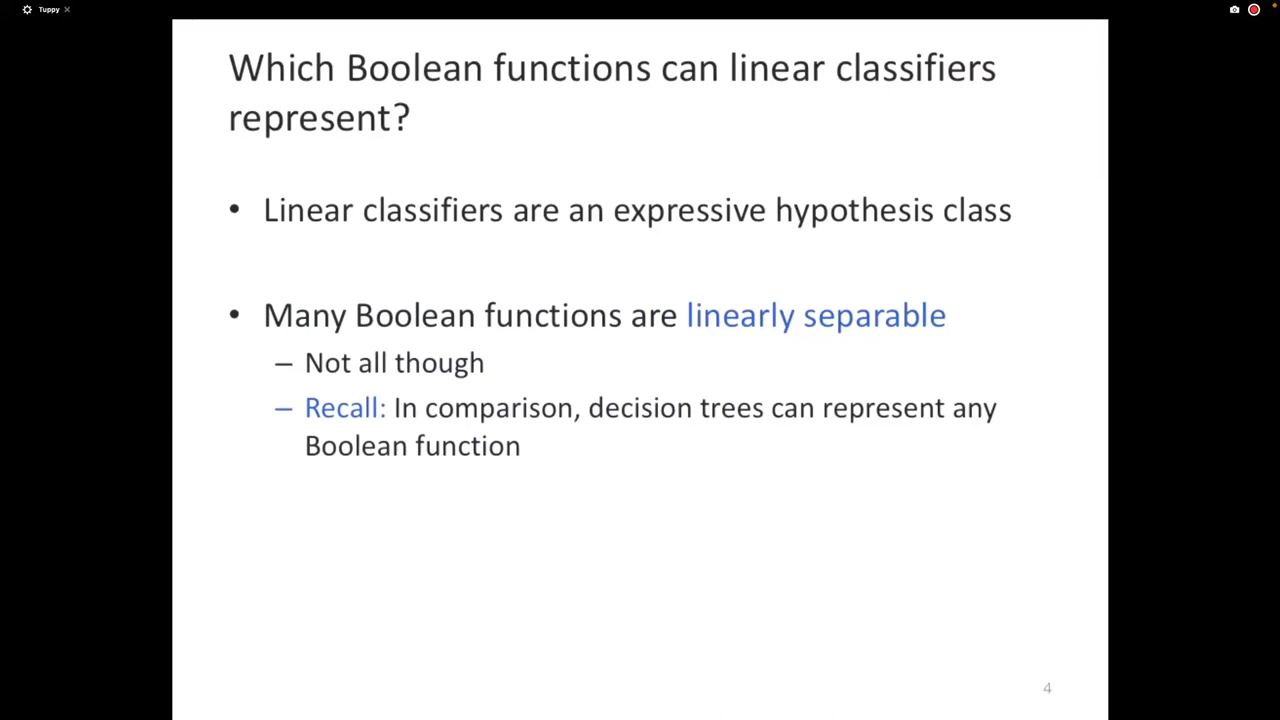 Tuppy
Which Boolean functions can linear classifiers
represent?
• Linear classifiers are an expressive hypothesis class
• Many Boolean functions are linearly separable
– Not all though
– Recall: In comparison, decision trees can represent any
Boolean function
4